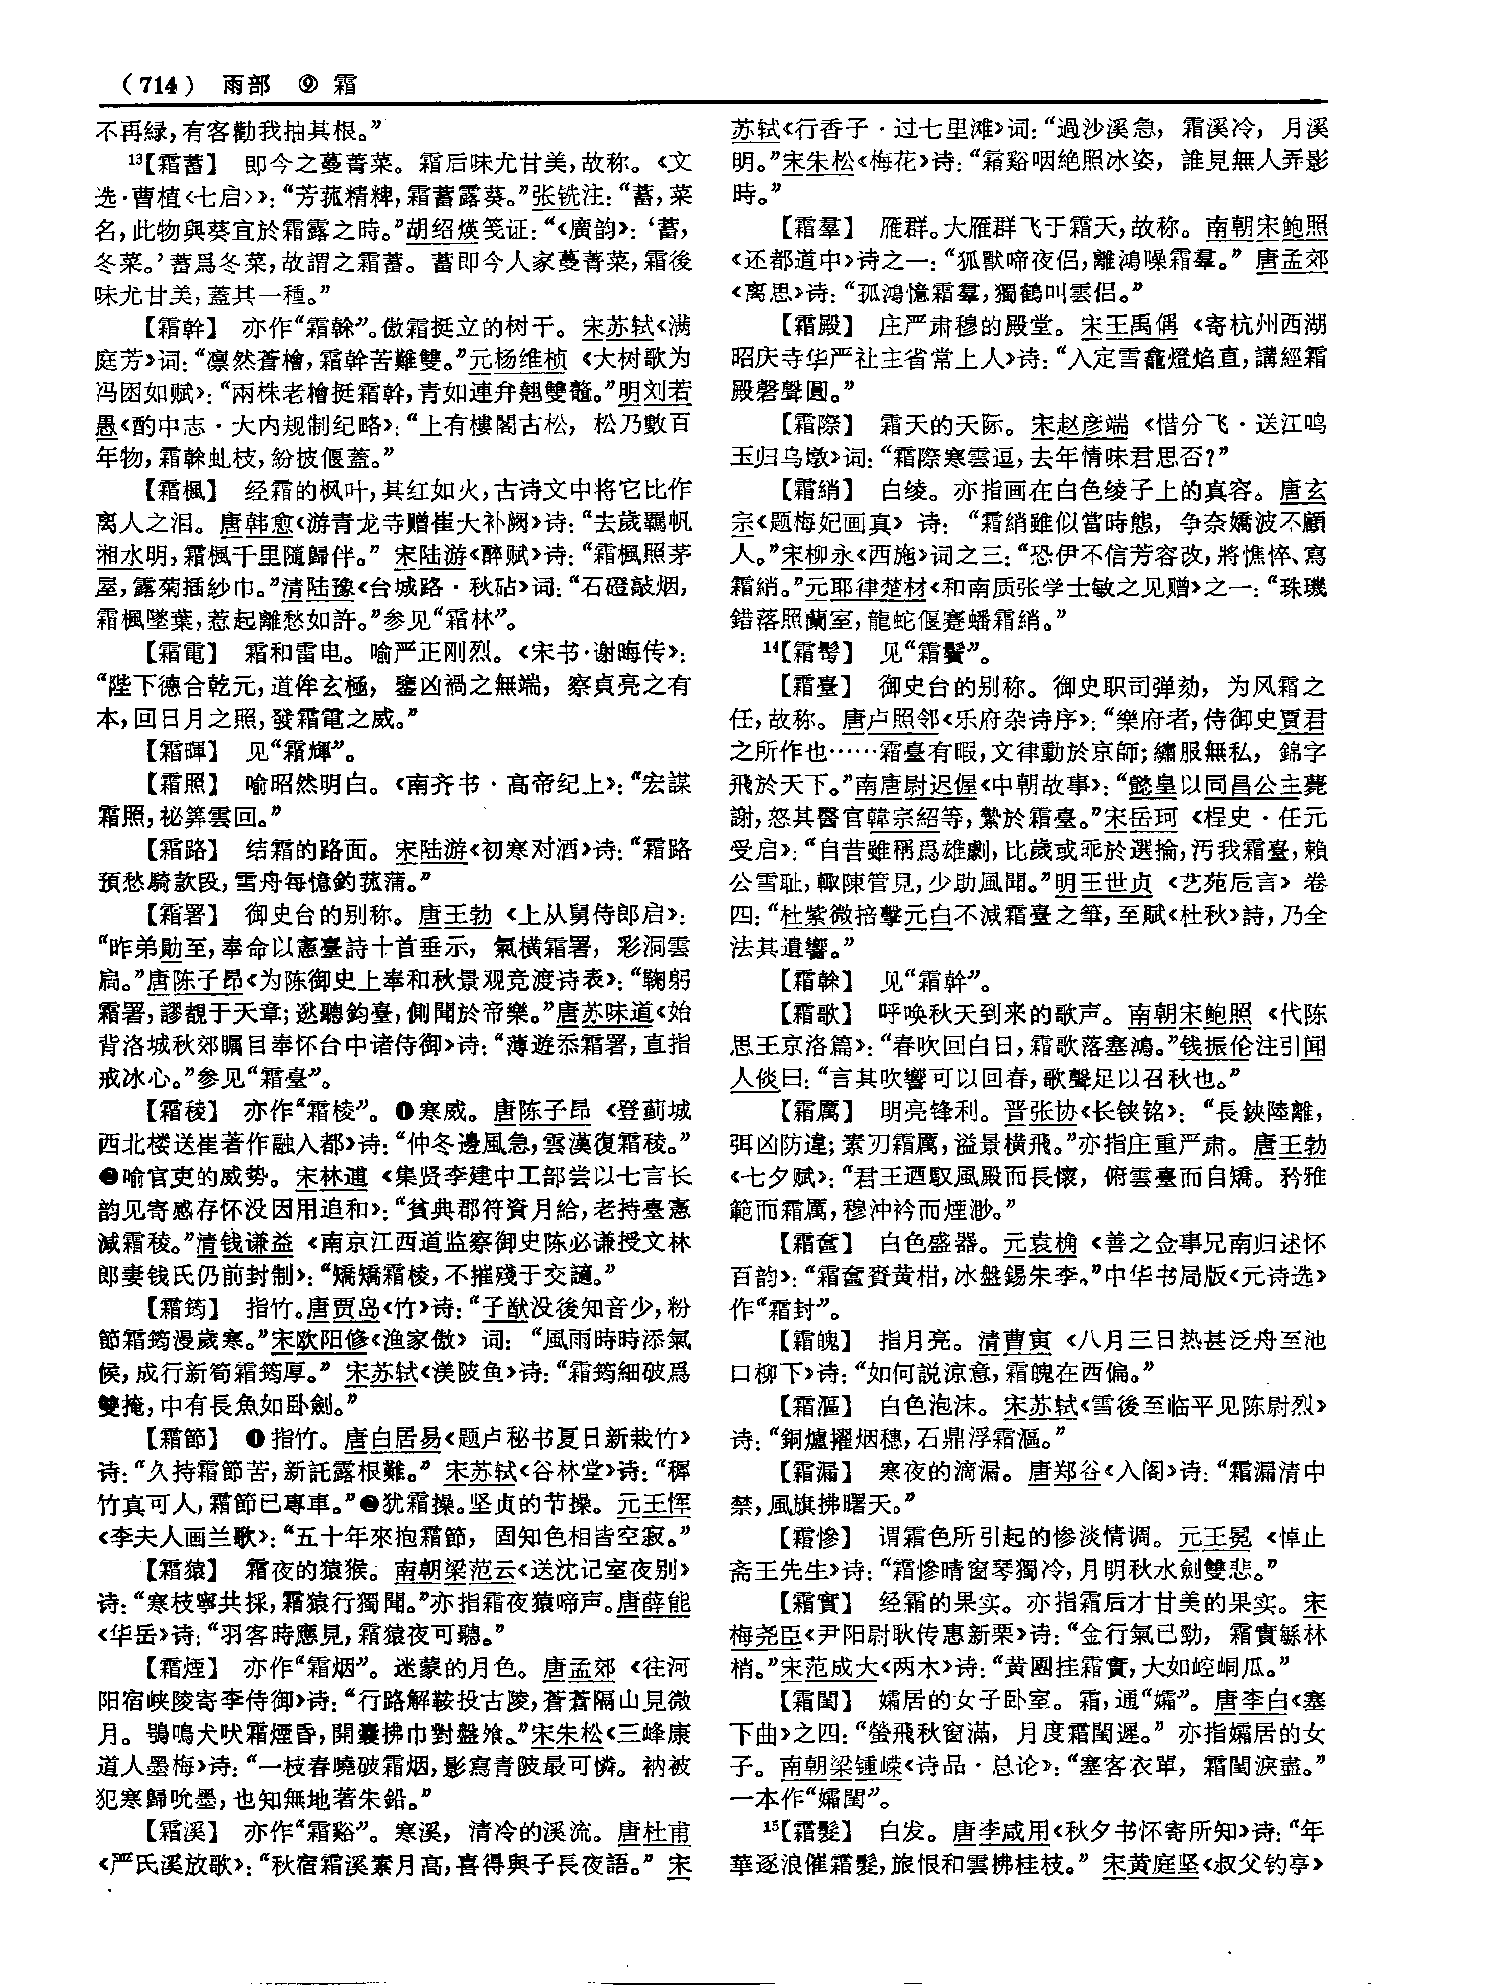 （714） 雨部 ⑨ 霜
不再緑，有客勸我抽其根。”
¹³【霜蓄】 即今之蔓菁菜。霜后味尤甘美，故称。《文
选·曹植〈七启〉》：“芳菰精粺，霜蓄露葵。”张铣注：“蓄，菜
名，此物與葵宜於霜露之時。”胡绍煐笺证：“《廣韵》：‘蓄，
冬菜。’蓄爲冬菜，故謂之霜蓄。蓄即今人家蔓菁菜，霜後
味尤甘美，蓋其一種。”
【霜幹】 亦作“霜榦”。傲霜挺立的树干。宋苏轼《满
庭芳》词：“凛然蒼檜，霜幹苦難雙。”元杨维桢《大树歌为
冯囦如赋》：“兩株老檜挺霜幹，青如連弁翹雙鼇。”明刘若
愚《酌中志·大内规制纪略》：“上有樓閣古松，松乃數百
年物，霜榦虬枝，紛披偃蓋。”
【霜楓】 经霜的枫叶，其红如火，古诗文中将它比作
离人之泪。唐韩愈《游青龙寺赠崔大补阙》诗：“去歲羈帆
湘水明，霜楓千里隨歸伴。”宋陆游《醉赋》诗：“霜楓照茅
屋，露菊插紗巾。”清陆豫《台城路·秋砧》词：“石磴敲烟，
霜楓墜葉，惹起離愁如許。”参见“霜林”。
【霜電】 霜和雷电。喻严正刚烈。《宋书·谢晦传》：
“陛下德合乾元，道侔玄極，鑒凶禍之無端，察貞亮之有
本，回日月之照，發霜電之威。”
【霜暉】 见“霜輝”。
【霜照】 喻昭然明白。《南齐书·高帝纪上》：“宏謀
霜照，祕筭雲回。”
【霜路】 结霜的路面。宋陆游《初寒对酒》诗：“霜路
預愁騎款段，雪舟每憶釣菰蒲。”
【霜署】 御史台的别称。唐王勃《上从舅侍郎启》：
“昨弟勛至，奉命以憲臺詩十首垂示，氣横霜署，彩洞雲
扃。”唐陈子昂《为陈御史上奉和秋景观竞渡诗表》：“鞠躬
霜署，謬覩于天章；逖聽鈞臺，側聞於帝樂。”唐苏味道《始
背洛城秋郊瞩目奉怀台中诸侍御》诗：“薄遊忝霜署，直指
戒冰心。”参见“霜臺”。
【霜稜】 亦作“霜棱”。❶寒威。唐陈子昂《登蓟城
西北楼送崔著作融入都》诗：“仲冬邊風急，雲漢復霜稜。”
❷喻官吏的威势。宋林逋《集贤李建中工部尝以七言长
韵见寄感存怀没因用追和》：“貧典郡符資月給，老持臺憲
減霜稜。”清钱谦益《南京江西道监察御史陈必谦授文林
郎妻钱氏仍前封制》：“矯矯霜棱，不摧殘于交讁。”
【霜筠】 指竹。唐贾岛《竹》诗：“子猷没後知音少，粉
節霜筠漫歲寒。”宋欧阳修《渔家傲》词：“風雨時時添氣
候，成行新筍霜筠厚。”宋苏轼《渼陂鱼》诗：“霜筠細破爲
雙掩，中有長魚如卧劍。”
【霜節】 ❶指竹。唐白居易《题卢秘书夏日新栽竹》
诗：“久持霜節苦，新託露根難。”宋苏轼《谷林堂》诗：“穉
竹真可人，霜節已專車。”❷犹霜操。坚贞的节操。元王恽
《李夫人画兰歌》：“五十年來抱霜節，固知色相皆空寂。”
【霜猿】 霜夜的猿猴。南朝梁范云《送沈记室夜别》
诗：“寒枝寧共採，霜猿行獨聞。”亦指霜夜猿啼声。唐薛能
《华岳》诗：“羽客時應見，霜猿夜可聽。”
【霜煙】 亦作“霜烟”。迷蒙的月色。唐孟郊《往河
阳宿峡陵寄李侍御》诗：“行路解鞍投古陵，蒼蒼隔山見微
月。鴞鳴犬吠霜煙昏，開囊拂巾對盤飧。”宋朱松《三峰康
道人墨梅》诗：“一枝春曉破霜烟，影寫青陂最可憐。衲被
犯寒歸吮墨，也知無地著朱鉛。”
【霜溪】 亦作“霜谿”。寒溪，清冷的溪流。唐杜甫
《严氏溪放歌》：“秋宿霜溪素月高，喜得與子長夜語。”宋
苏轼《行香子·过七里滩》词：“過沙溪急，霜溪冷，月溪
明。”宋朱松《梅花》诗：“霜谿咽絶照冰姿，誰見無人弄影
時。”
【霜羣】 雁群。大雁群飞于霜天，故称。南朝宋鲍照
《还都道中》诗之一：“狐獸啼夜侣，離鴻噪霜羣。”唐孟郊
《离思》诗：“孤鴻憶霜羣，獨鶴叫雲侣。”
【霜殿】 庄严肃穆的殿堂。宋王禹偁《寄杭州西湖
昭庆寺华严社主省常上人》诗：“入定雪龕燈焰直，講經霜
殿磬聲圓。”
【霜際】 霜天的天际。宋赵彦端《惜分飞·送江鸣
玉归乌墩》词：“霜際寒雲逗，去年情味君思否？”
【霜綃】 白绫。亦指画在白色绫子上的真容。唐玄
宗《题梅妃画真》诗：“霜綃雖似當時態，争奈嬌波不顧
人。”宋柳永《西施》词之三：“恐伊不信芳容改，將憔悴、寫
霜綃。”元耶律楚材《和南质张学士敏之见赠》之一：“珠璣
錯落照蘭室，龍蛇偃蹇蟠霜綃。”
¹⁴【霜髩】 见“霜鬢”。
【霜臺】 御史台的别称。御史职司弹劾，为风霜之
任，故称。唐卢照邻《乐府杂诗序》：“樂府者，侍御史賈君
之所作也……霜臺有暇，文律動於京師；繡服無私，錦字
飛於天下。”南唐尉迟偓《中朝故事》：“懿皇以同昌公主薨
謝，怒其醫官韓宗紹等，縶於霜臺。”宋岳珂《桯史·任元
受启》：“自昔雖稱爲雄劇，比歲或乖於選掄，汚我霜臺，賴
公雪耻，輙陳管見，少助風聞。”明王世贞《艺苑卮言》卷
四：“杜紫微掊擊元白不減霜臺之筆，至賦《杜秋》詩，乃全
法其遺響。”
【霜榦】 见“霜幹”。
【霜歌】 呼唤秋天到来的歌声。南朝宋鲍照《代陈
思王京洛篇》：“春吹回白日，霜歌落塞鴻。”钱振伦注引闻
人倓曰：“言其吹響可以回春，歌聲足以召秋也。”
【霜厲】 明亮锋利。晋张协《长铗铭》：“長鋏陸離，
弭凶防違；素刃霜厲，溢景横飛。”亦指庄重严肃。唐王勃
《七夕赋》：“君王迺馭風殿而長懷，俯雲臺而自矯。矜雅
範而霜厲，穆沖衿而煙渺。”
【霜奩】 白色盛器。元袁桷《善之佥事兄南归述怀
百韵》：“霜奩賚黄柑，冰盤錫朱李。”中华书局版《元诗选》
作“霜封”。
【霜魄】 指月亮。清曹寅《八月三日热甚泛舟至池
口柳下》诗：“如何説涼意，霜魄在西偏。”
【霜漚】 白色泡沫。宋苏轼《雪後至临平见陈尉烈》
诗：“銅爐擢烟穗，石鼎浮霜漚。”
【霜漏】 寒夜的滴漏。唐郑谷《入阁》诗：“霜漏清中
禁，風旗拂曙天。”
【霜慘】 谓霜色所引起的惨淡情调。元王冕《悼止
斋王先生》诗：“霜慘晴窗琴獨冷，月明秋水劍雙悲。”
【霜實】 经霜的果实。亦指霜后才甘美的果实。宋
梅尧臣《尹阳尉耿传惠新栗》诗：“金行氣已勁，霜實繇林
梢。”宋范成大《两木》诗：“黄團挂霜實，大如崆峒瓜。”
【霜閨】 孀居的女子卧室。霜，通“孀”。唐李白《塞
下曲》之四：“螢飛秋窗滿，月度霜閨遲。”亦指孀居的女
子。南朝梁锺嵘《诗品·总论》：“塞客衣單，霜閨淚盡。”
一本作“孀閨”。
¹⁵【霜髮】 白发。唐李咸用《秋夕书怀寄所知》诗：“年
華逐浪催霜髮，旅恨和雲拂桂枝。”宋黄庭坚《叔父钓亭》